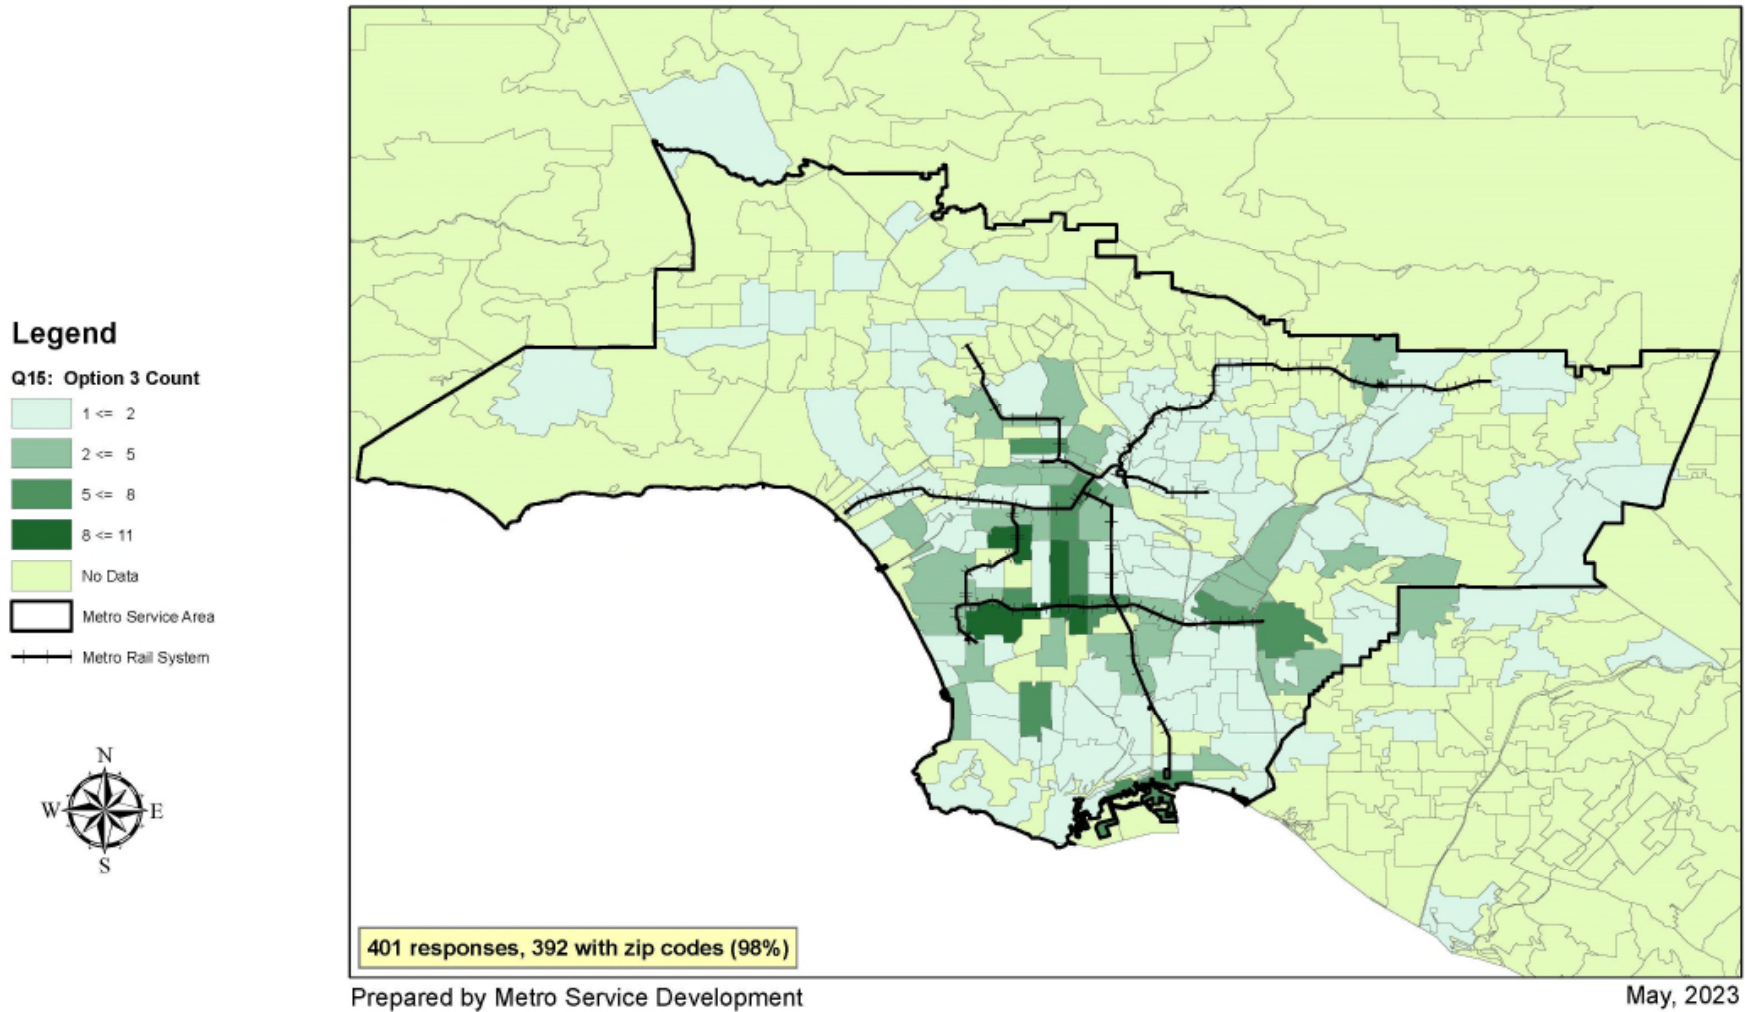 Legend
Q15: Option 3 Count
1 <= 2
2 <= 5
5 <= 8
8 <= 11
No Data
Metro Service Area
Metro Rail System
N
W E
S
401 responses, 392 with zip codes (98%)
Prepared by Metro Service Development
May, 2023